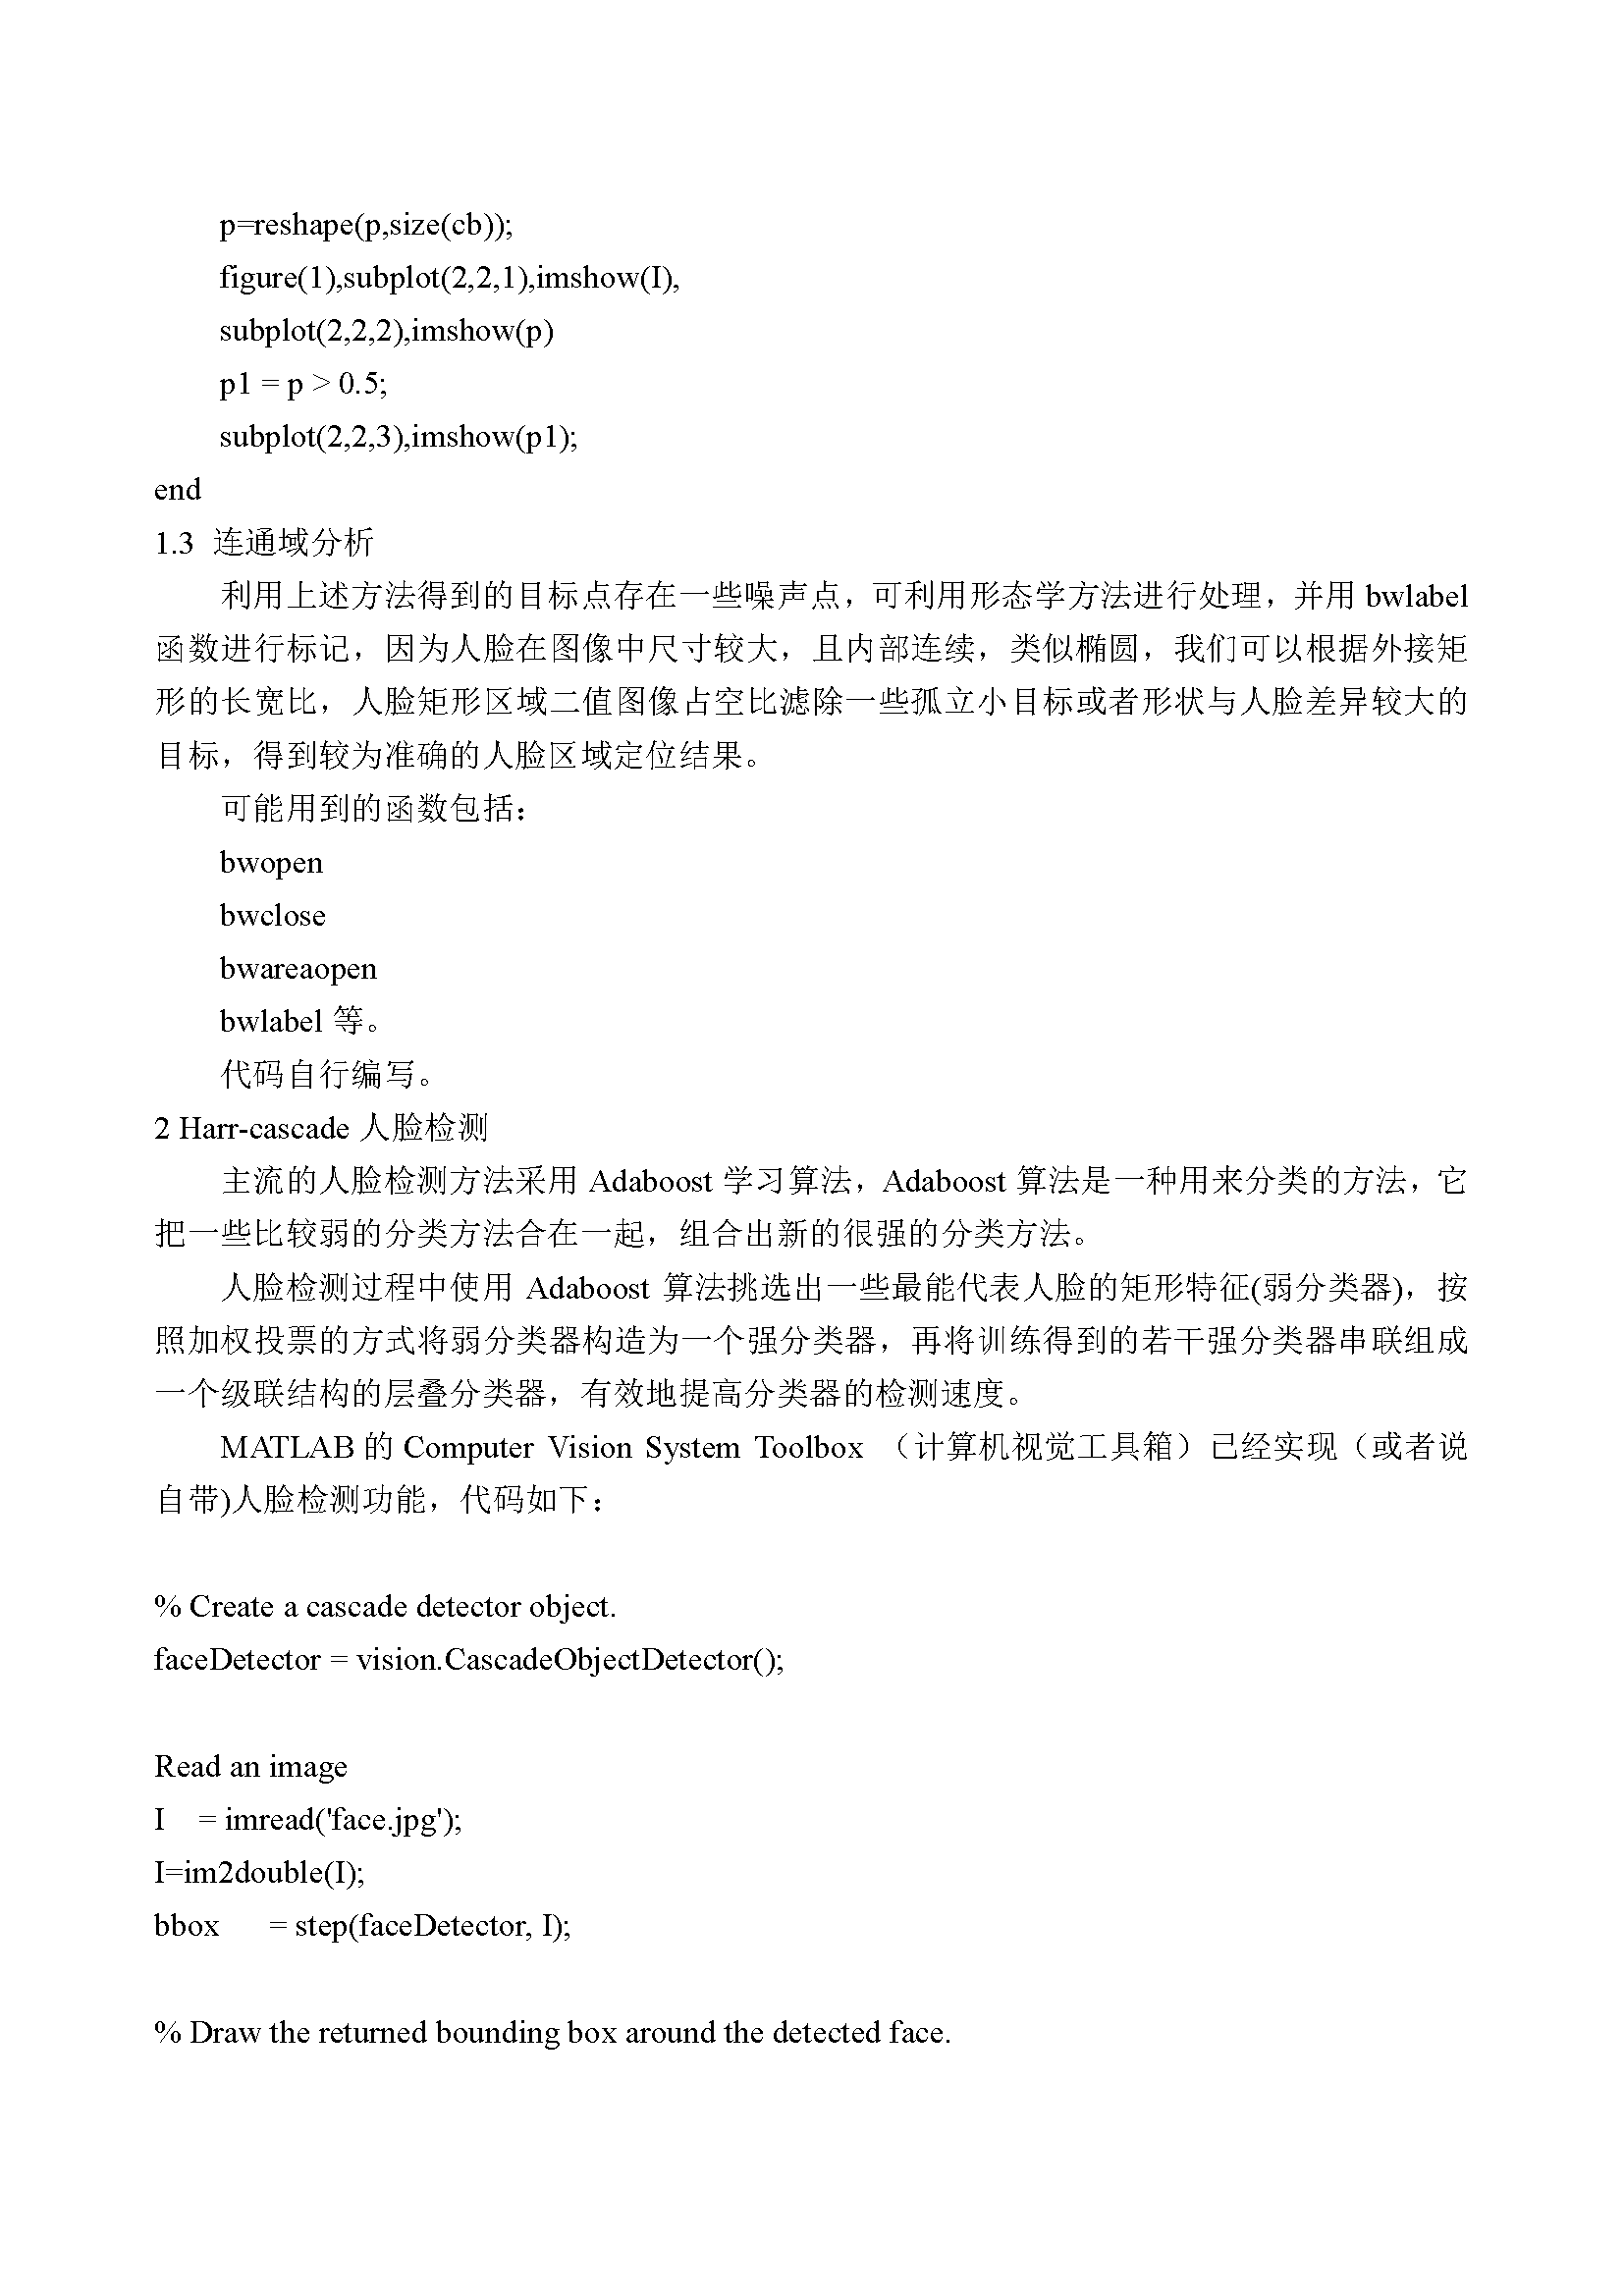 p=reshape(p,size(cb));
figure(1),subplot(2,2,1),imshow(I),
subplot(2,2,2),imshow(p)
p1 = p > 0.5;
subplot(2,2,3),imshow(p1);
end
1.3 连通域分析
利用上述方法得到的目标点存在一些噪声点，可利用形态学方法进行处理，并用 bwlabel
函数进行标记，因为人脸在图像中尺寸较大，且内部连续，类似椭圆，我们可以根据外接矩
形的长宽比，人脸矩形区域二值图像占空比滤除一些孤立小目标或者形状与人脸差异较大的
目标，得到较为准确的人脸区域定位结果。
可能用到的函数包括：
bwopen
bwclose
bwareaopen
bwlabel 等。
代码自行编写。
2 Harr-cascade 人脸检测
主流的人脸检测方法采用 Adaboost 学习算法，Adaboost 算法是一种用来分类的方法，它
把一些比较弱的分类方法合在一起，组合出新的很强的分类方法。
人脸检测过程中使用 Adaboost 算法挑选出一些最能代表人脸的矩形特征(弱分类器)，按
照加权投票的方式将弱分类器构造为一个强分类器，再将训练得到的若干强分类器串联组成
一个级联结构的层叠分类器，有效地提高分类器的检测速度。
MATLAB 的 Computer Vision System Toolbox （计算机视觉工具箱）已经实现（或者说
自带)人脸检测功能，代码如下：
% Create a cascade detector object.
faceDetector = vision.CascadeObjectDetector();
Read an image
I = imread('face.jpg');
I=im2double(I);
bbox = step(faceDetector, I);
% Draw the returned bounding box around the detected face.